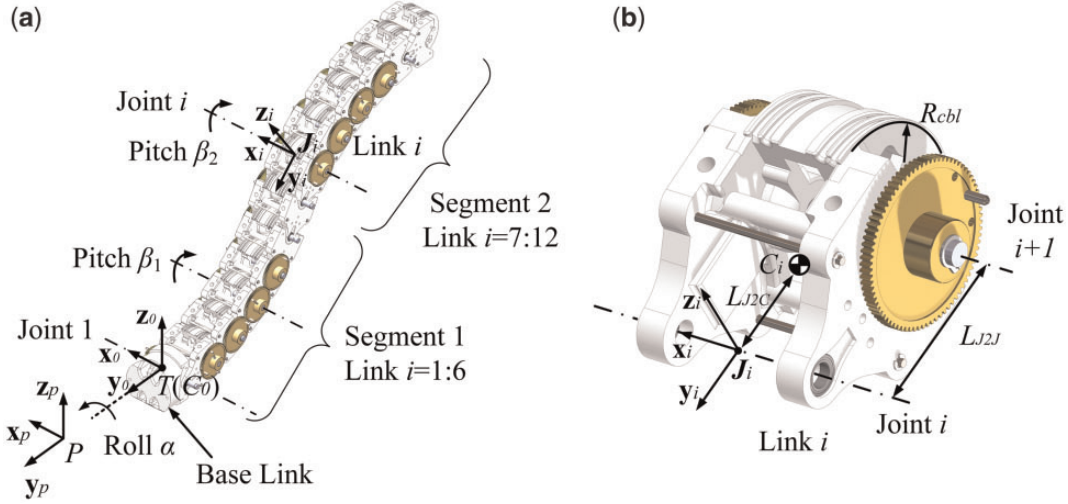 (a)
Joint i
Pitch β2
zi
xi
Ji
yi
Link i
Segment 2
Link i=7:12
Pitch β1
Joint 1
z0
x0
y0
T(C0)
Segment 1
Link i=1:6
zp
xp
P
yp
Roll α
Base Link
(b)
Rcbl
Joint
i+1
Ci
LJ2C
zi
xi
Ji
yi
LJ2J
Link i
Joint i